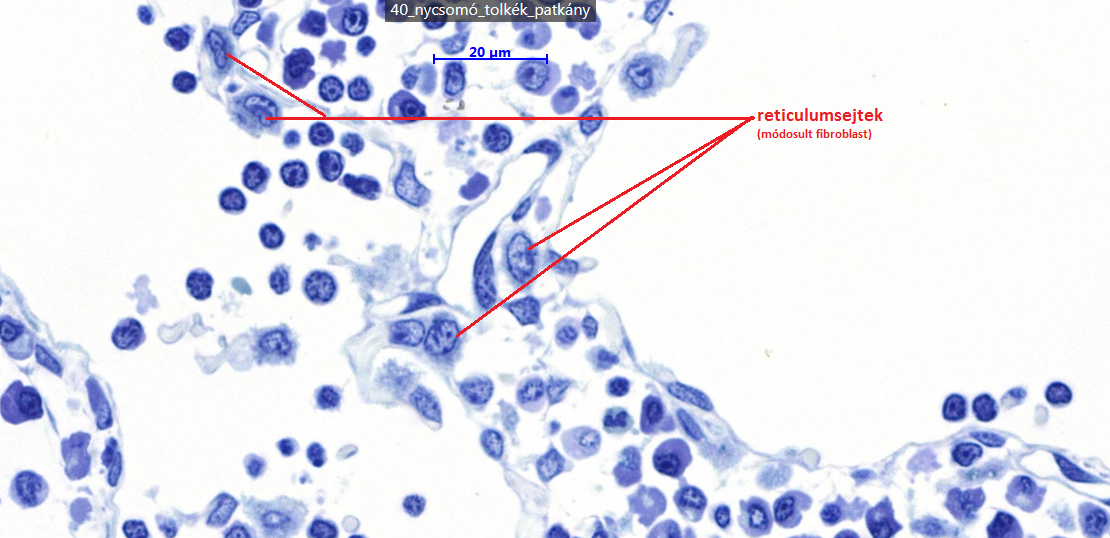 40_nycsomó_tolkék_patkány
20 µm
reticulumsejtek
(módosult fibroblast)